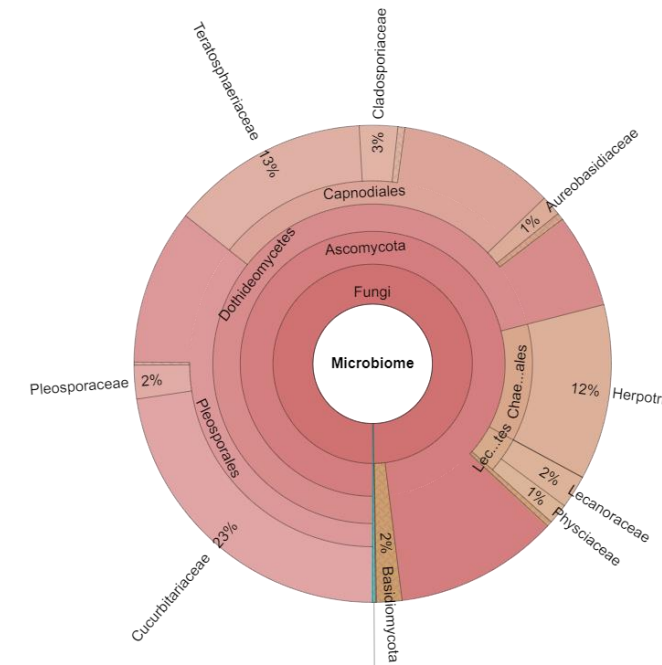 Teratosphaeriaceae 13%
Cladosporiaceae 3%
Capnodiales
Aureobasidiaceae 1%
Dothideomycetes
Ascomycota
Fungi
Microbiome
Chae...ales
12% Herpotr
Lec...tes
2% Lecanoraceae
1% Physciaceae
Pleosporaceae 2%
Pleosporales
Cucurbitariaceae 23%
2% Basidiomycota